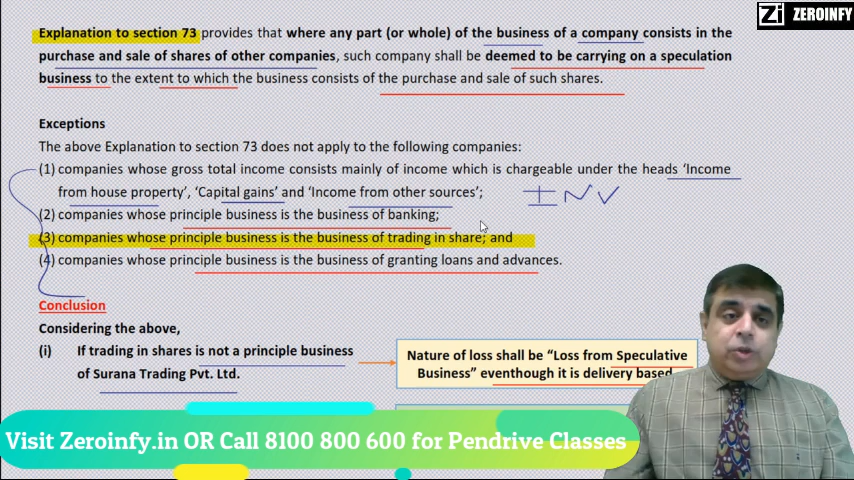 Zi ZEROINFY
Explanation to section 73 provides that where any part (or whole) of the business of a company consists in the
purchase and sale of shares of other companies, such company shall be deemed to be carrying on a speculation
business to the extent to which the business consists of the purchase and sale of such shares.
Exceptions
The above Explanation to section 73 does not apply to the following companies:
(1) companies whose gross total income consists mainly of income which is chargeable under the heads 'Income
from house property', 'Capital gains' and 'Income from other sources';
INV
(2) companies whose principle business is the business of banking;
(3) companies whose principle business is the business of trading in share; and
(4) companies whose principle business is the business of granting loans and advances.
Conclusion
Considering the above,
(i) If trading in shares is not a principle business
of Surana Trading Pvt. Ltd.
Nature of loss shall be "Loss from Speculative
Business" eventhough it is delivery based
Visit Zeroinfy.in OR Call 8100 800 600 for Pendrive Classes